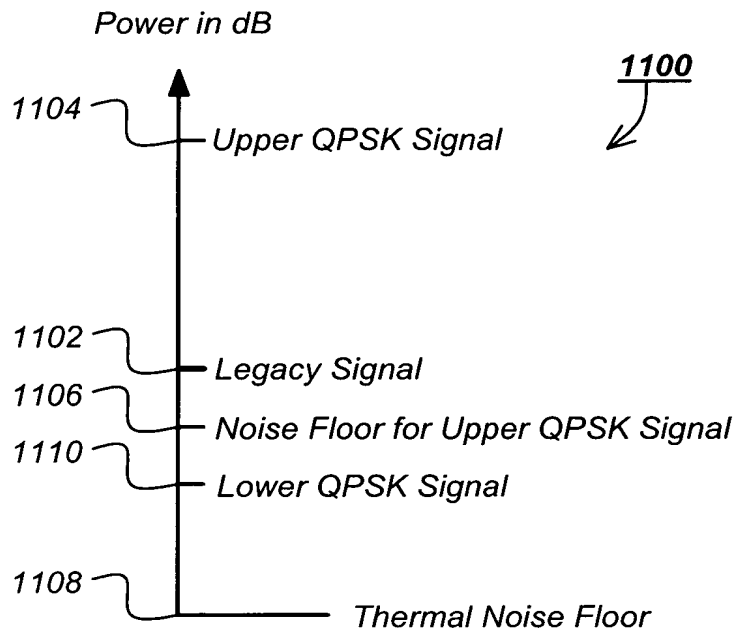 Power in dB
1100
1104
Upper QPSK Signal
1102
Legacy Signal
1106
Noise Floor for Upper QPSK Signal
1110
Lower QPSK Signal
1108
Thermal Noise Floor